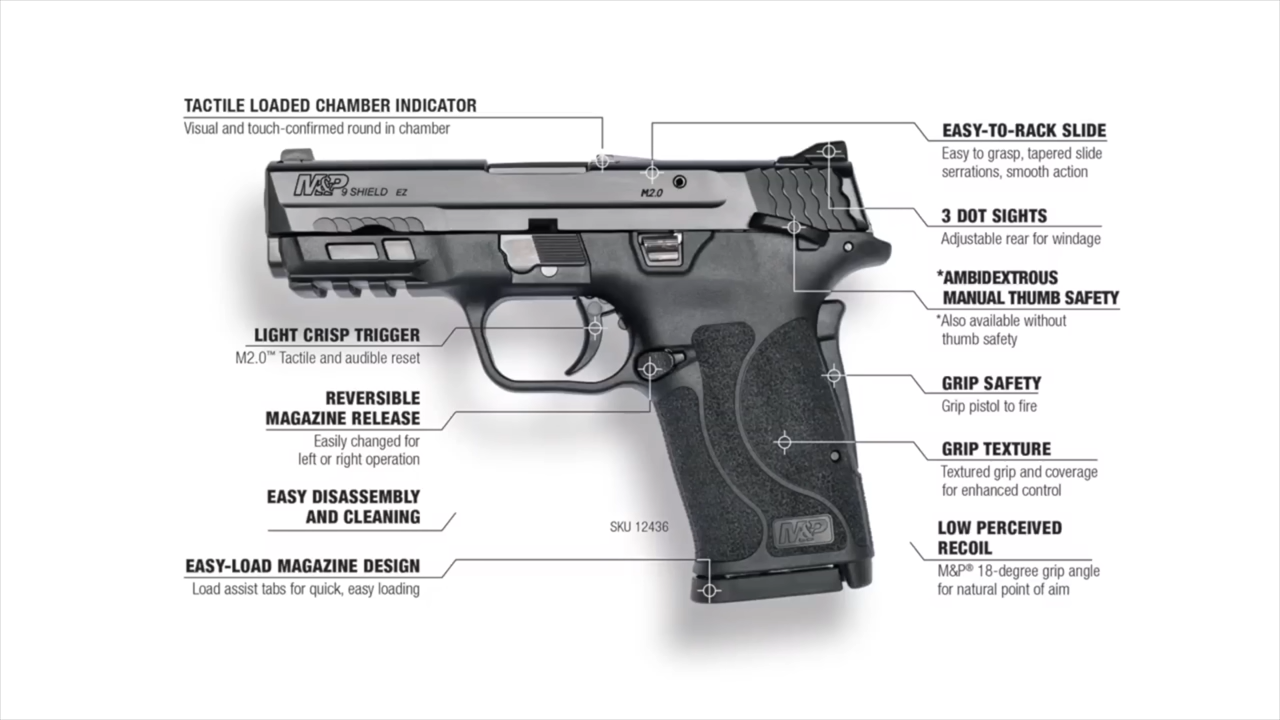 TACTILE LOADED CHAMBER INDICATOR
Visual and touch-confirmed round in chamber
EASY-TO-RACK SLIDE
Easy to grasp, tapered slide
serrations, smooth action
M&P 9 SHIELD EZ
M2.0
3 DOT SIGHTS
Adjustable rear for windage
*AMBIDEXTROUS
MANUAL THUMB SAFETY
*Also available without
thumb safety
LIGHT CRISP TRIGGER
M2.0™ Tactile and audible reset
REVERSIBLE
MAGAZINE RELEASE
Easily changed for
left or right operation
GRIP SAFETY
Grip pistol to fire
GRIP TEXTURE
Textured grip and coverage
for enhanced control
EASY DISASSEMBLY
AND CLEANING
SKU 12436
M&P
LOW PERCEIVED
RECOIL
M&P® 18-degree grip angle
for natural point of aim
EASY-LOAD MAGAZINE DESIGN
Load assist tabs for quick, easy loading